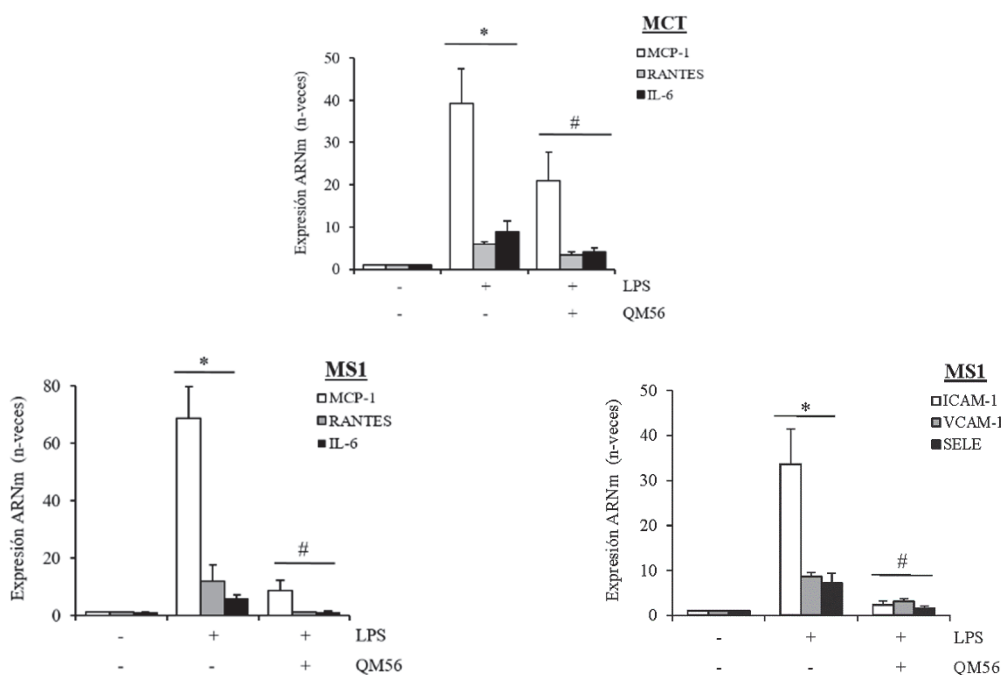 MCT
MCP-1
RANTES
IL-6
Expresión ARNm (n-veces)
50
40
30
20
10
0
*
#
- + + LPS
- - + QM56
MS1
MCP-1
RANTES
IL-6
Expresión ARNm (n-veces)
80
60
40
20
0
*
#
- + +
- - + QM56
MS1
ICAM-1
VCAM-1
SELE
Expresión ARNm (n-veces)
50
40
30
20
10
0
*
#
- + + LPS
- - + QM56